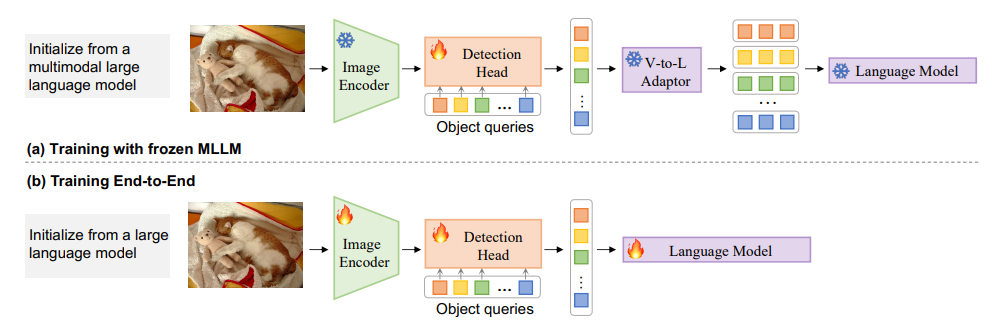 Initialize from a
multimodal large
language model
Image
Encoder
Detection
Head
...
Object queries
...
V-to-L
Adaptor
...
Language Model
(a) Training with frozen MLLM
(b) Training End-to-End
Initialize from a large
language model
Image
Encoder
Detection
Head
...
Object queries
...
Language Model